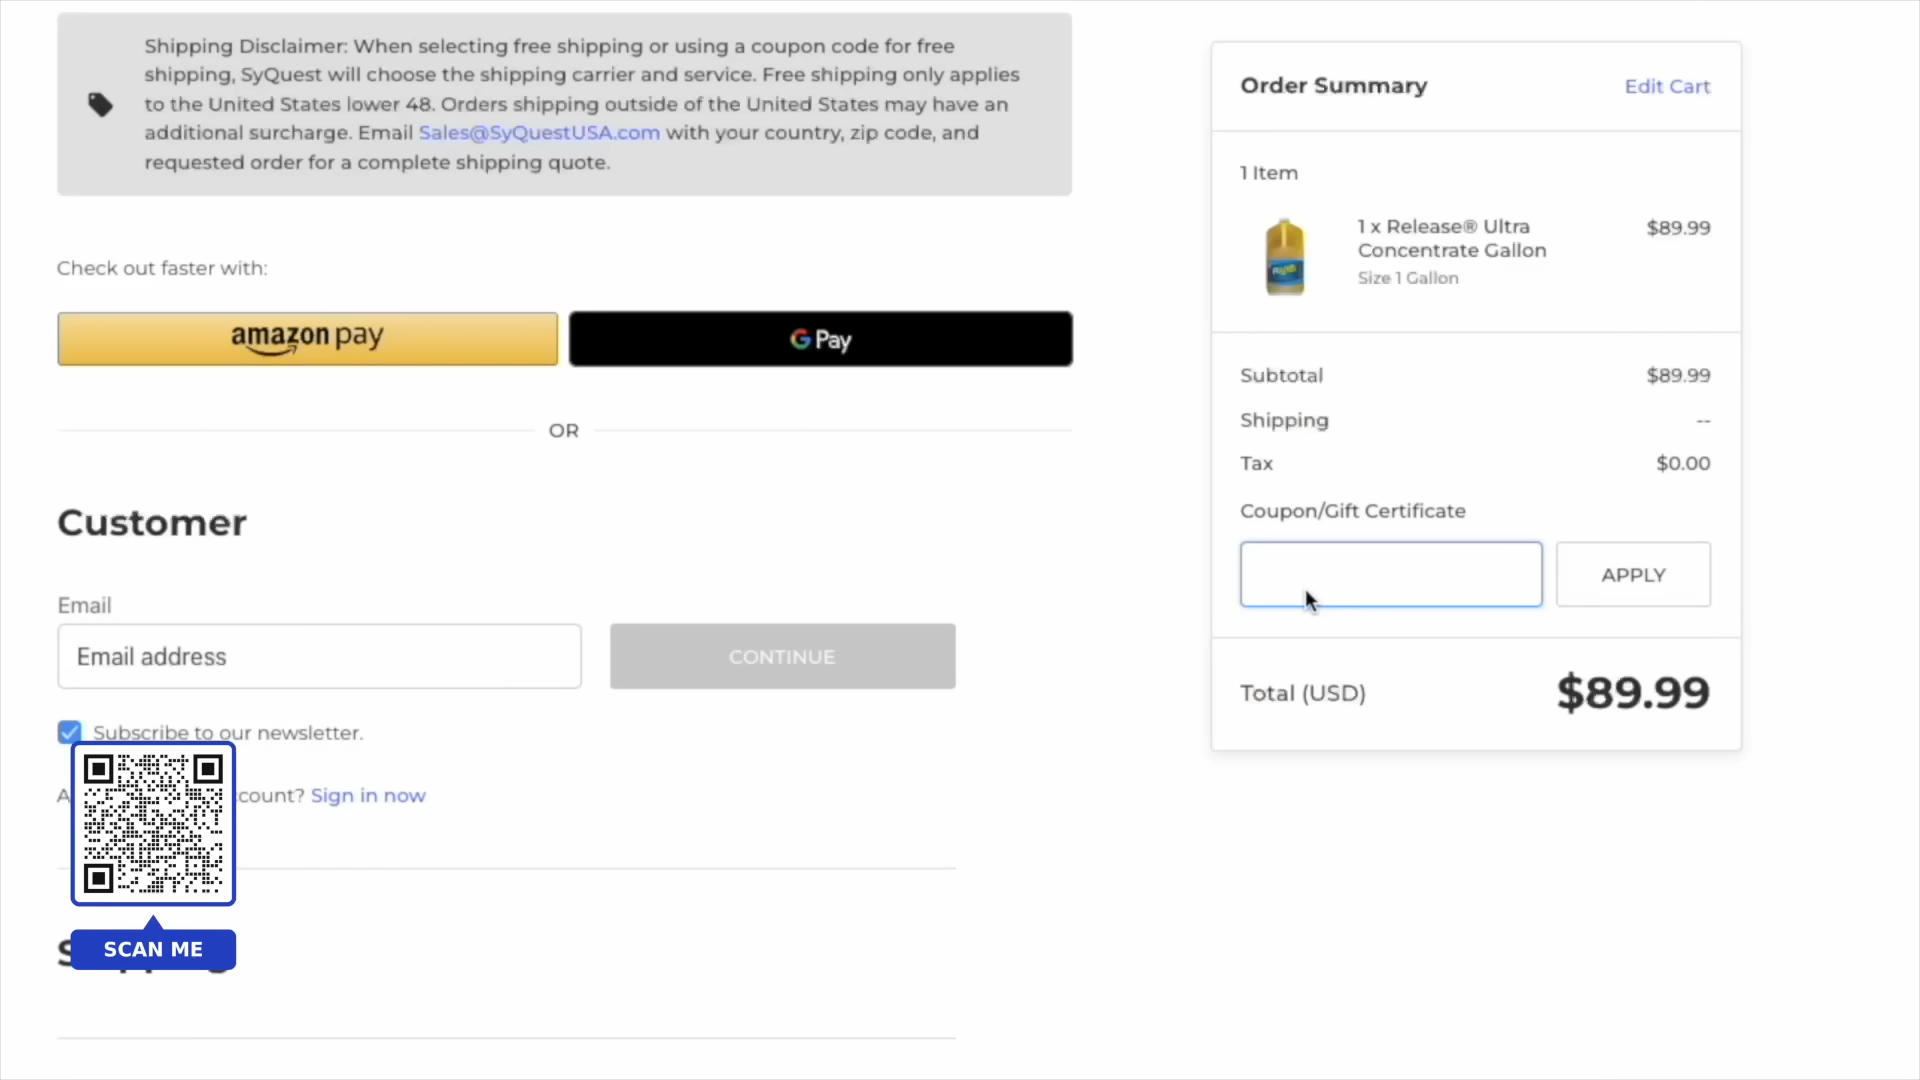 Shipping Disclaimer: When selecting free shipping or using a coupon code for free
shipping, SyQuest will choose the shipping carrier and service. Free shipping only applies
to the United States lower 48. Orders shipping outside of the United States may have an
additional surcharge. Email Sales@SyQuestUSA.com with your country, zip code, and
requested order for a complete shipping quote.
Check out faster with:
amazon pay
G Pay
OR
Customer
Email
Email address
CONTINUE
Subscribe to our newsletter.
count? Sign in now
SCAN ME
Order Summary
Edit Cart
1 Item
1 x Release® Ultra
Concentrate Gallon
$89.99
Size 1 Gallon
Subtotal
$89.99
Shipping
--
Tax
$0.00
Coupon/Gift Certificate
APPLY
Total (USD)
$89.99